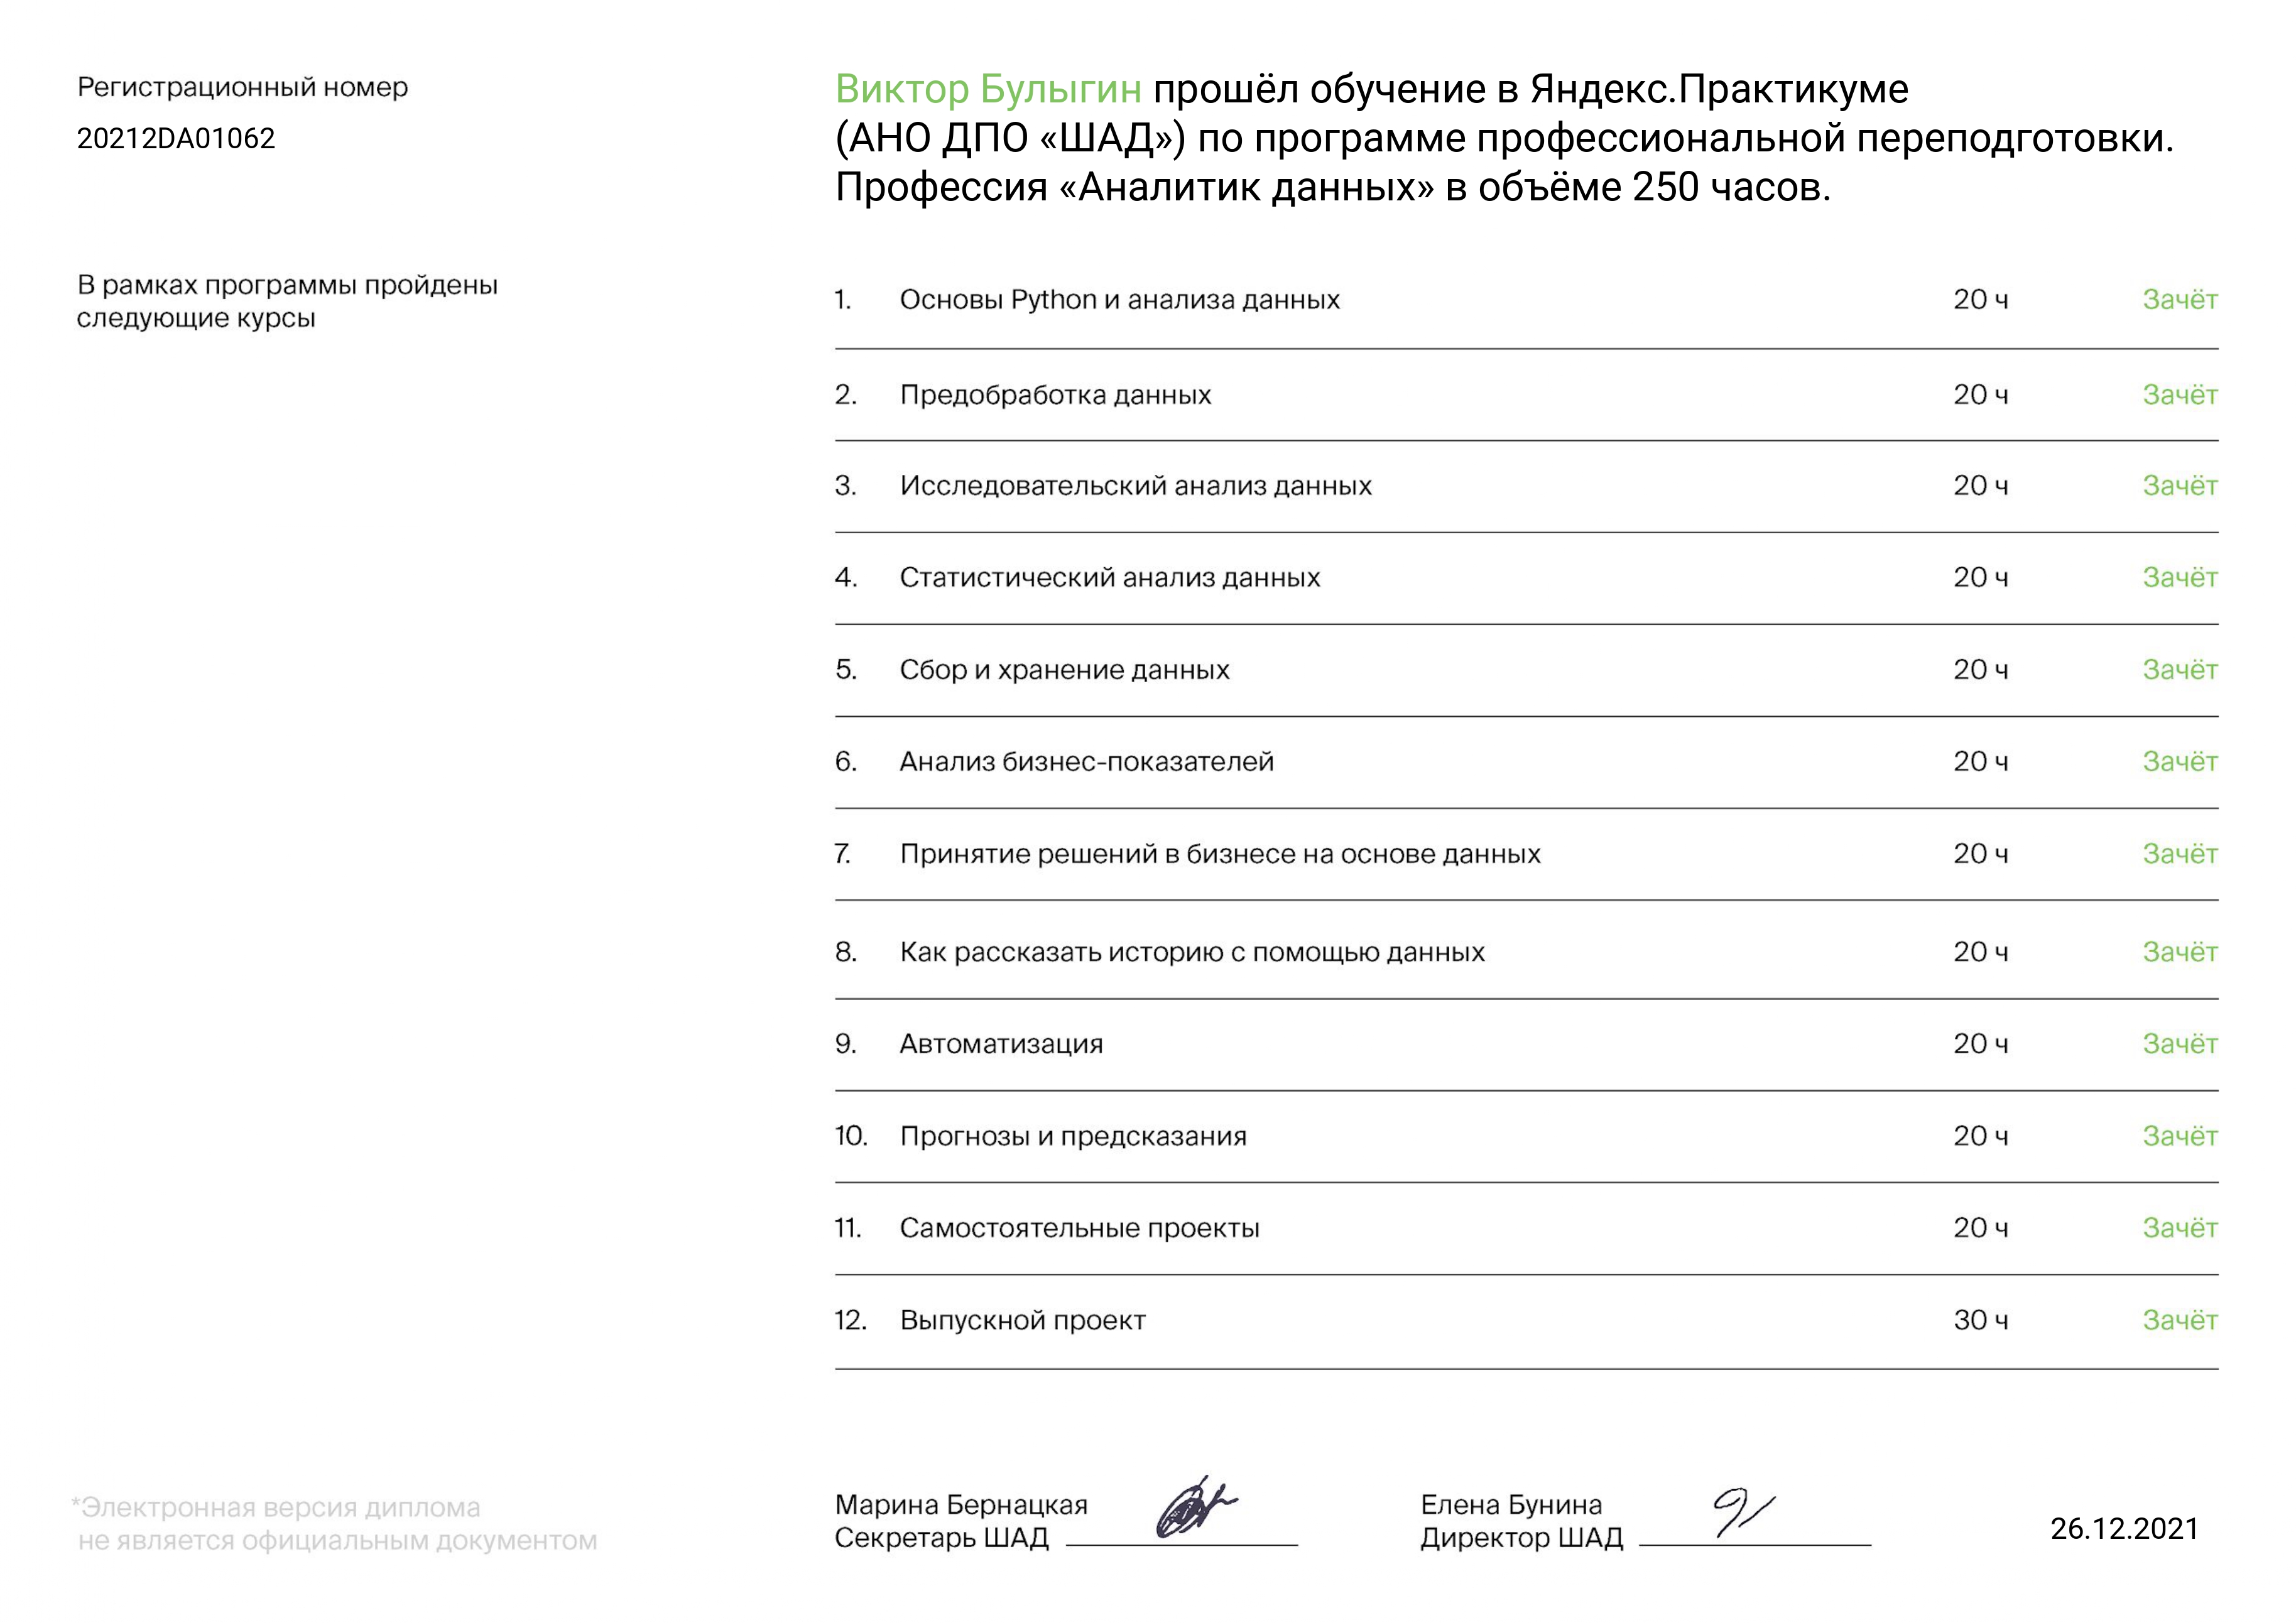 Регистрационный номер
20212DA01062
Виктор Булыгин прошёл обучение в Яндекс.Практикуме
(АНО ДПО «ШАД») по программе профессиональной переподготовки.
Профессия «Аналитик данных» в объёме 250 часов.
В рамках программы пройдены
следующие курсы
1. Основы Python и анализа данных 20 ч Зачёт
2. Предобработка данных 20 ч Зачёт
3. Исследовательский анализ данных 20 ч Зачёт
4. Статистический анализ данных 20 ч Зачёт
5. Сбор и хранение данных 20 ч Зачёт
6. Анализ бизнес-показателей 20 ч Зачёт
7. Принятие решений в бизнесе на основе данных 20 ч Зачёт
8. Как рассказать историю с помощью данных 20 ч Зачёт
9. Автоматизация 20 ч Зачёт
10. Прогнозы и предсказания 20 ч Зачёт
11. Самостоятельные проекты 20 ч Зачёт
12. Выпускной проект 30 ч Зачёт
*Электронная версия диплома
не является официальным документом
Марина Бернацкая
Секретарь ШАД
Елена Бунина
Директор ШАД
26.12.2021